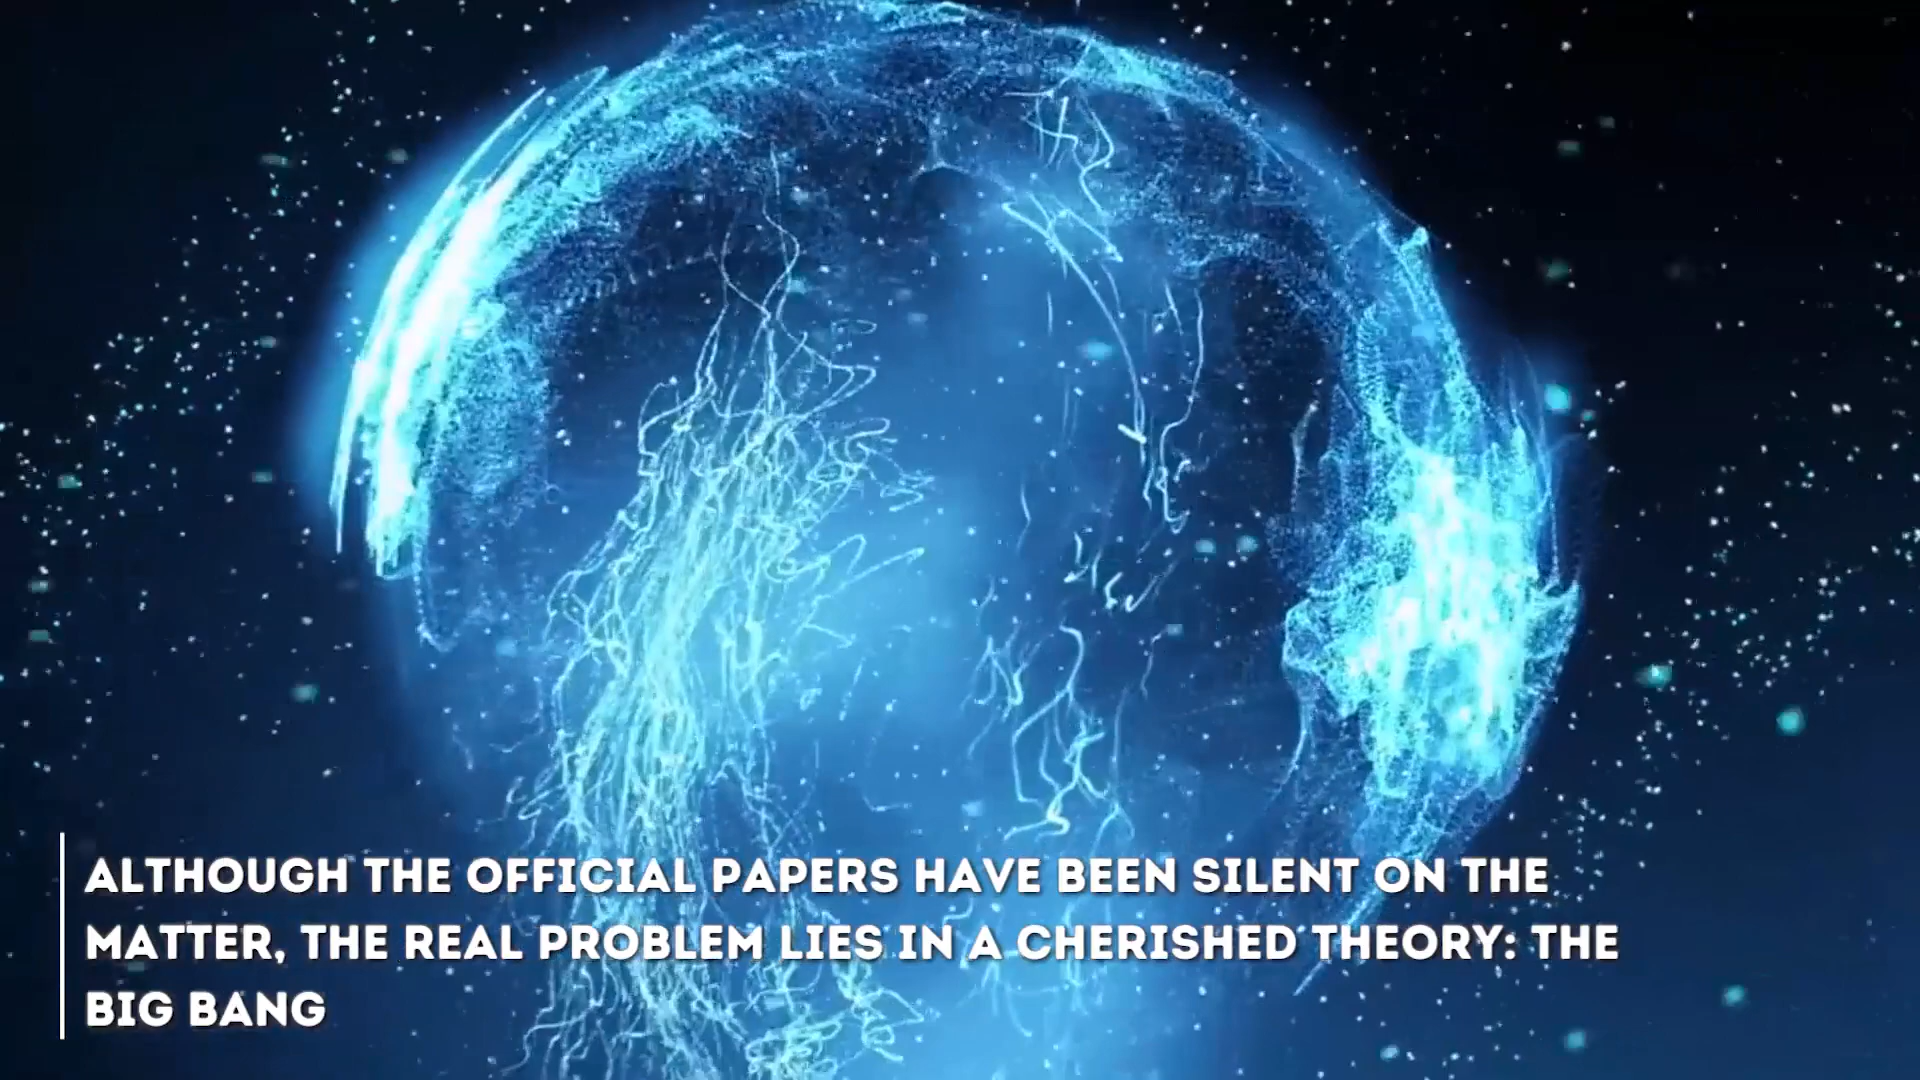 ALTHOUGH THE OFFICIAL PAPERS HAVE BEEN SILENT ON THE
MATTER, THE REAL PROBLEM LIES IN A CHERISHED THEORY: THE
BIG BANG